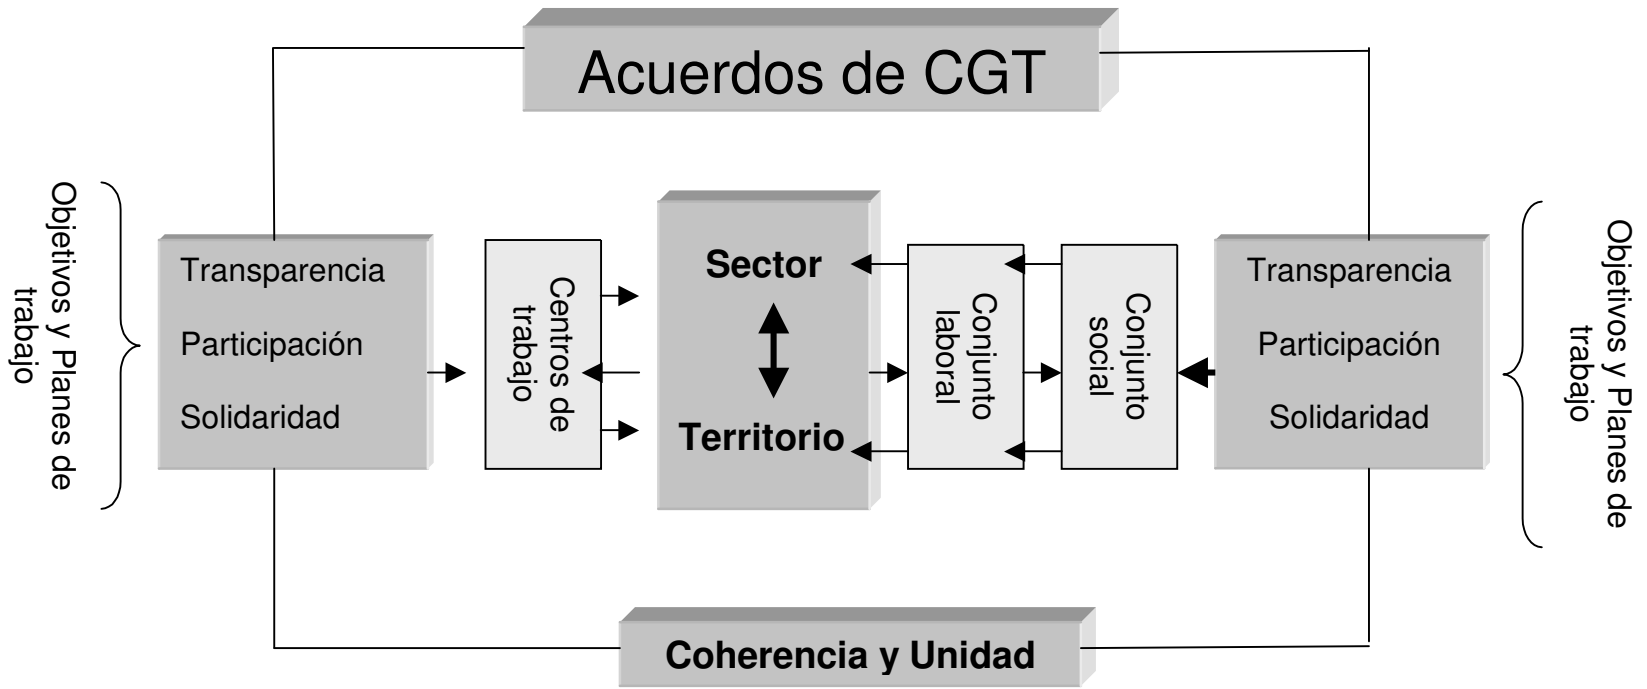 Acuerdos de CGT
Objetivos y Planes de
trabajo
Transparencia
Participación
Solidaridad
Centros de
trabajo
Sector
Territorio
Conjunto
laboral
Conjunto
social
Transparencia
Participación
Solidaridad
Objetivos y Planes de
trabajo
Coherencia y Unidad